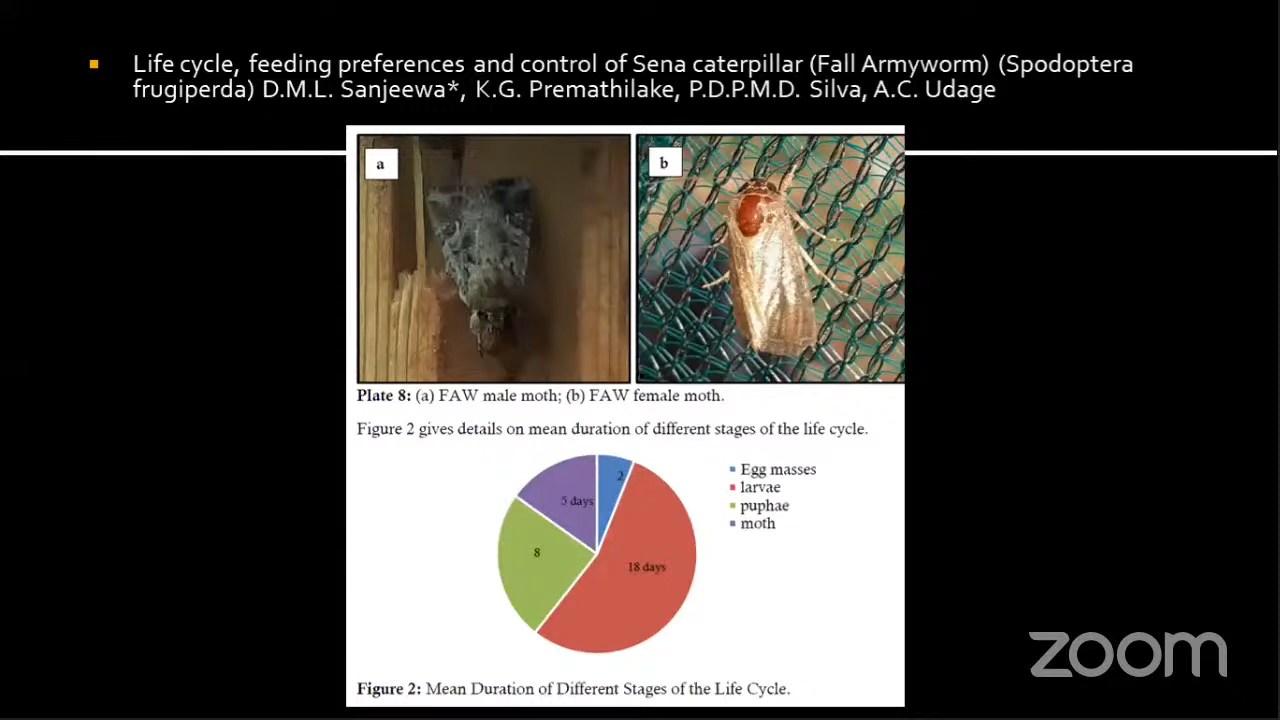 Life cycle, feeding preferences and control of Sena caterpillar (Fall Armyworm) (Spodoptera
frugiperda) D.M.L. Sanjeewa*, K.G. Premathilake, P.D.P.M.D. Silva, A.C. Udage
a
b
Plate 8: (a) FAW male moth; (b) FAW female moth.
Figure 2 gives details on mean duration of different stages of the life cycle.
2
5 days
8
18 days
Egg masses
larvae
puphae
moth
Figure 2: Mean Duration of Different Stages of the Life Cycle.
zoom